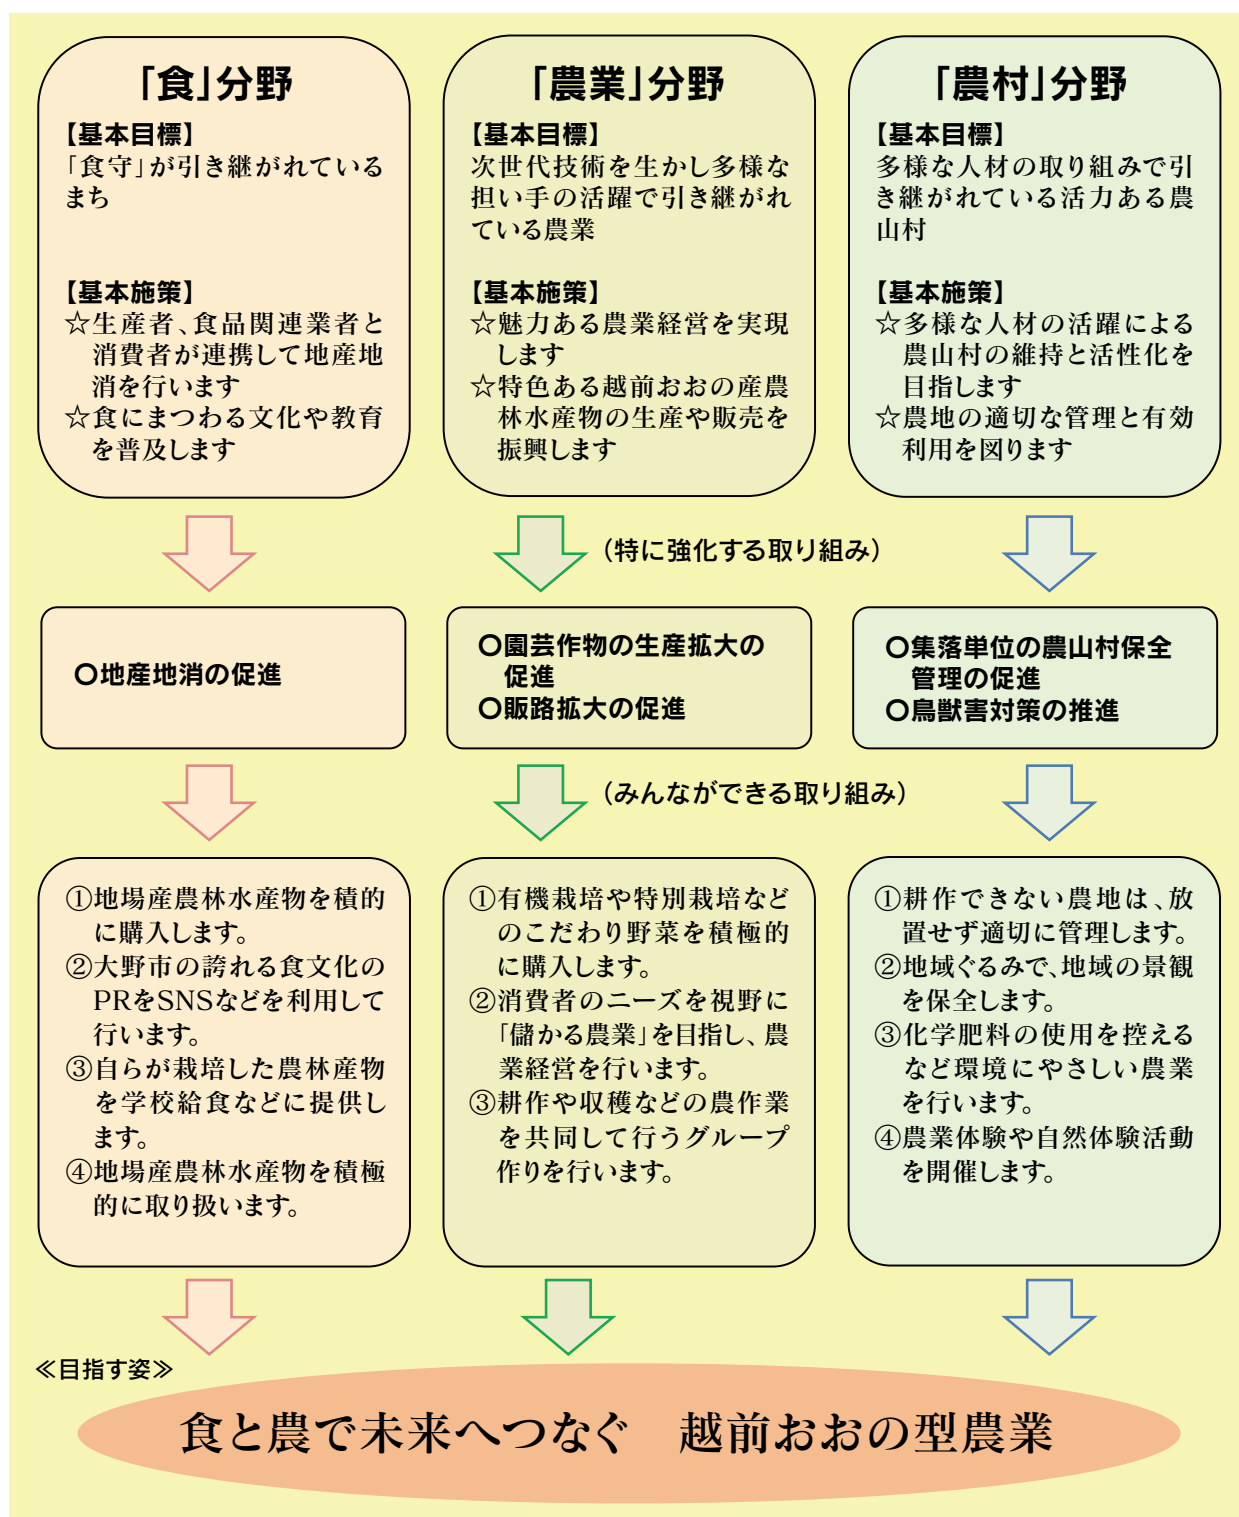 「食」分野
【基本目標】
「食守」が引き継がれている
まち
【基本施策】
☆生産者、食品関連業者と
消費者が連携して地産地
消を行います
☆食にまつわる文化や教育
を普及します
「農業」分野
【基本目標】
次世代技術を生かし多様な
担い手の活躍で引き継がれ
ている農業
【基本施策】
☆魅力ある農業経営を実現
します
☆特色ある越前おおの産農
林水産物の生産や販売を
振興します
「農村」分野
【基本目標】
多様な人材の取り組みで引
き継がれている活力ある農
山村
【基本施策】
☆多様な人材の活躍による
農山村の維持と活性化を
目指します
☆農地の適切な管理と有効
利用を図ります
（特に強化する取り組み）
〇地産地消の促進
〇園芸作物の生産拡大の
促進
〇販路拡大の促進
〇集落単位の農山村保全
管理の促進
〇鳥獣害対策の推進
（みんなができる取り組み）
①地場産農林水産物を積的
に購入します。
②大野市の誇れる食文化の
PRをSNSなどを利用して
行います。
③自らが栽培した農林産物
を学校給食などに提供し
ます。
④地場産農林水産物を積極
的に取り扱います。
①有機栽培や特別栽培など
のこだわり野菜を積極的
に購入します。
②消費者のニーズを視野に
「儲かる農業」を目指し、農
業経営を行います。
③耕作や収穫などの農作業
を共同して行うグループ
作りを行います。
①耕作できない農地は、放
置せず適切に管理します。
②地域ぐるみで、地域の景観
を保全します。
③化学肥料の使用を控える
など環境にやさしい農業
を行います。
④農業体験や自然体験活動
を開催します。
≪目指す姿≫
食と農で未来へつなぐ　越前おおの型農業